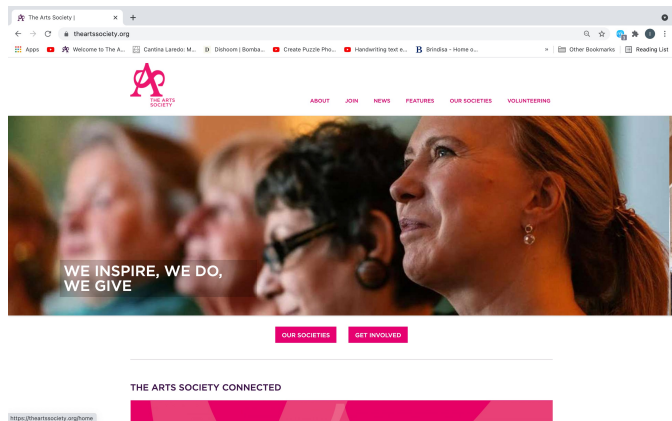 The Arts Society |
theartssociety.org
Apps
Welcome to The A...
Cantina Laredo: M...
D Dishoom | Bomba...
Create Puzzle Pho...
Handwriting text e...
B Brindisa – Home o...
»
Other Bookmarks
Reading List
AS
THE ARTS
SOCIETY
ABOUT JOIN NEWS FEATURES OUR SOCIETIES VOLUNTEERING
WE INSPIRE, WE DO,
WE GIVE
OUR SOCIETIES GET INVOLVED
THE ARTS SOCIETY CONNECTED
https://theartssociety.org/home